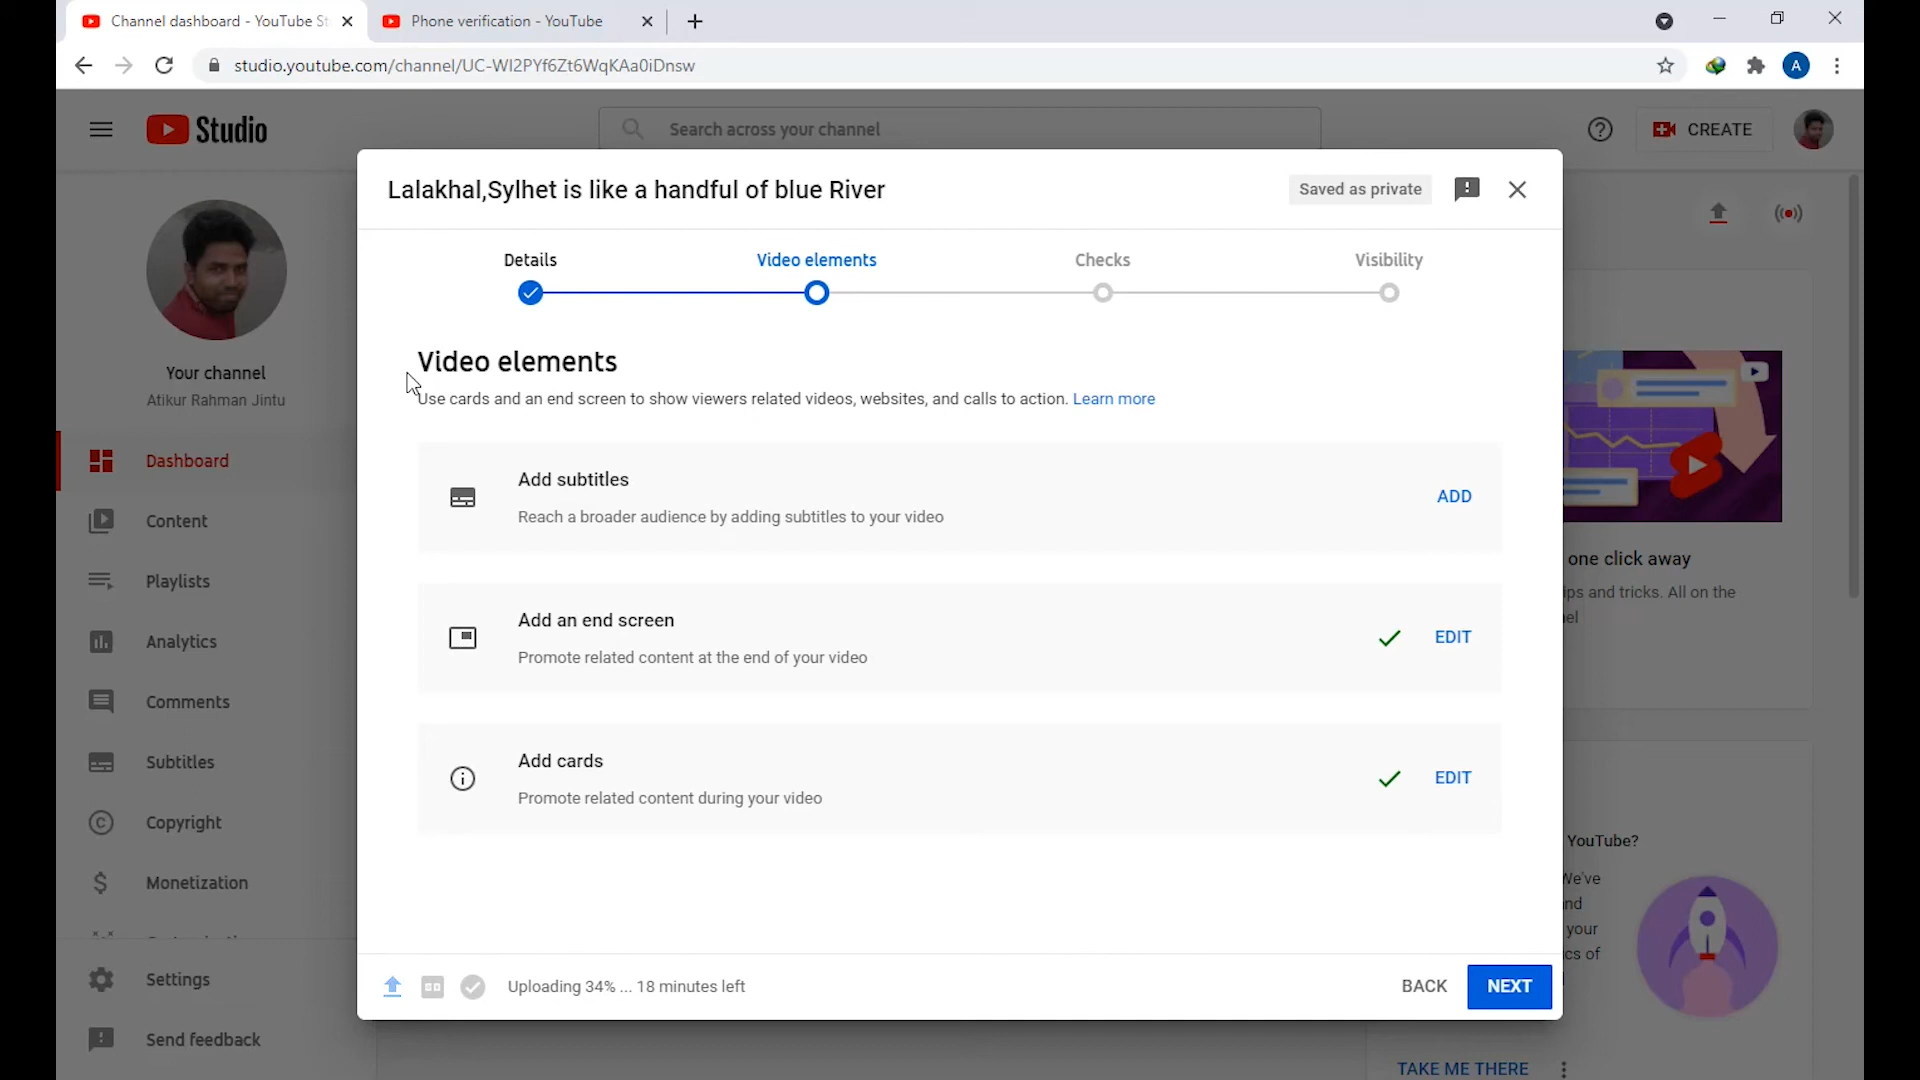 Channel dashboard - YouTube St
Phone verification - YouTube
studio.youtube.com/channel/UC-WI2PYf6Zt6WqKAa0iDnsw
A
Studio
Search across your channel
CREATE
Lalakhal,Sylhet is like a handful of blue River
Saved as private
Details
Video elements
Checks
Visibility
Video elements
Use cards and an end screen to show viewers related videos, websites, and calls to action. Learn more
Add subtitles
Reach a broader audience by adding subtitles to your video
ADD
Add an end screen
Promote related content at the end of your video
EDIT
Add cards
Promote related content during your video
EDIT
Uploading 34% ... 18 minutes left
BACK
NEXT
Your channel
Atikur Rahman Jintu
Dashboard
Content
Playlists
Analytics
Comments
Subtitles
Copyright
Monetization
Settings
Send feedback
one click away
ips and tricks. All on the
el
YouTube?
We've
nd
your
cs of
TAKE ME THERE